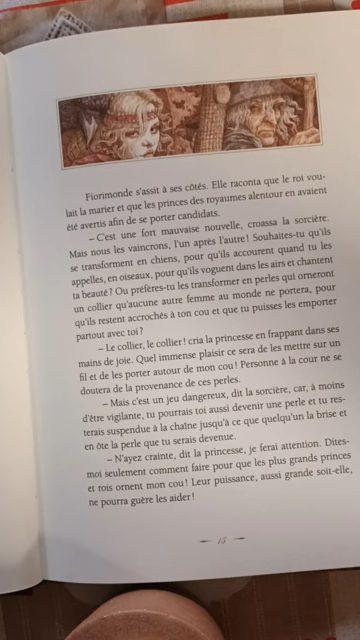 Fiorimonde s'assit à ses côtés. Elle raconta que le roi vou-
lait la marier et que les princes des royaumes alentour en avaient
été avertis afin de se porter candidats.
– C'est une fort mauvaise nouvelle, croassa la sorcière.
Mais nous les vaincrons, l'un après l'autre! Souhaites-tu qu'ils
se transforment en chiens, pour qu'ils accourent quand tu les
appelles, en oiseaux, pour qu'ils voguent dans les airs et chantent
ta beauté? Ou préfères-tu les transformer en perles qui orneront
un collier qu'aucune autre femme au monde ne portera, pour
qu'ils restent accrochés à ton cou et que tu puisses les emporter
partout avec toi?
– Le collier, le collier! cria la princesse en frappant dans ses
mains de joie. Quel immense plaisir ce sera de les mettre sur un
fil et de les porter autour de mon cou! Personne à la cour ne se
doutera de la provenance de ces perles.
– Mais c'est un jeu dangereux, dit la sorcière, car, à moins
d'être vigilante, tu pourrais toi aussi devenir une perle et tu res-
terais suspendue à la chaîne jusqu'à ce que quelqu'un la brise et
en ôte la perle que tu serais devenue.
– N'ayez crainte, dit la princesse, je ferai attention. Dites-
moi seulement comment faire pour que les plus grands princes
et rois ornent mon cou! Leur puissance, aussi grande soit-elle,
ne pourra guère les aider!
– 15 –